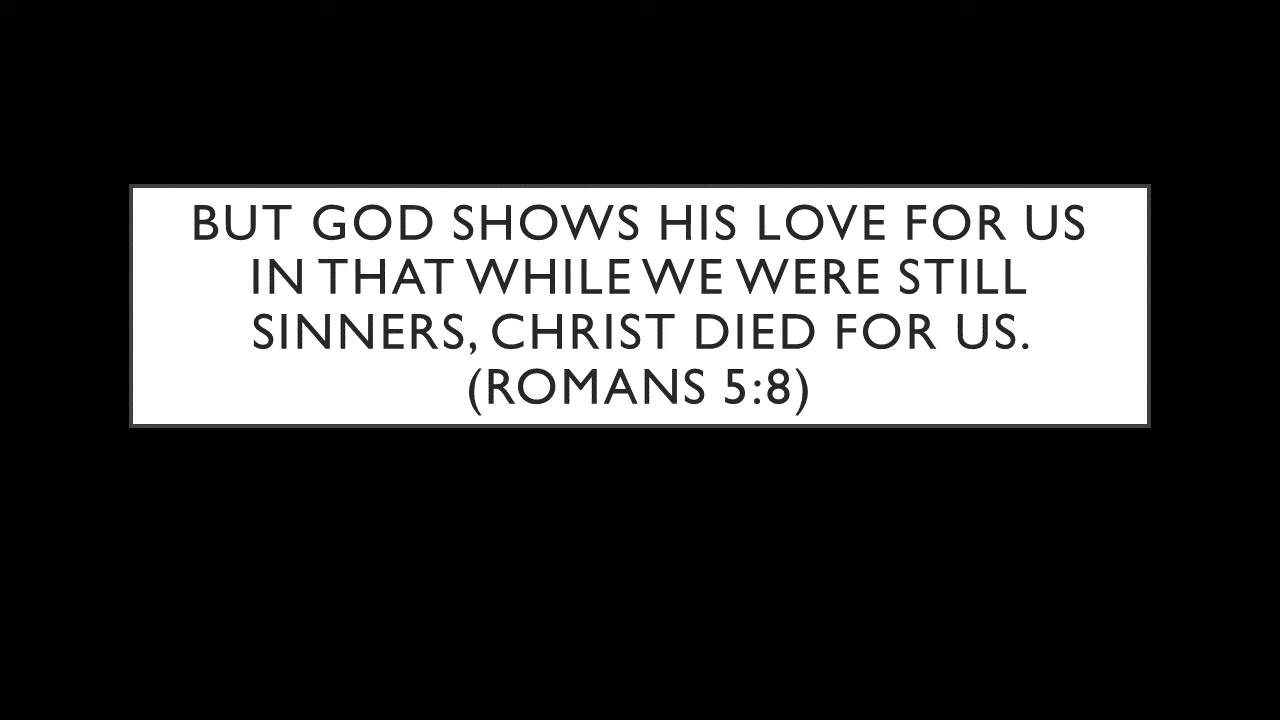 BUT GOD SHOWS HIS LOVE FOR US
IN THAT WHILE WE WERE STILL
SINNERS, CHRIST DIED FOR US.
(ROMANS 5:8)